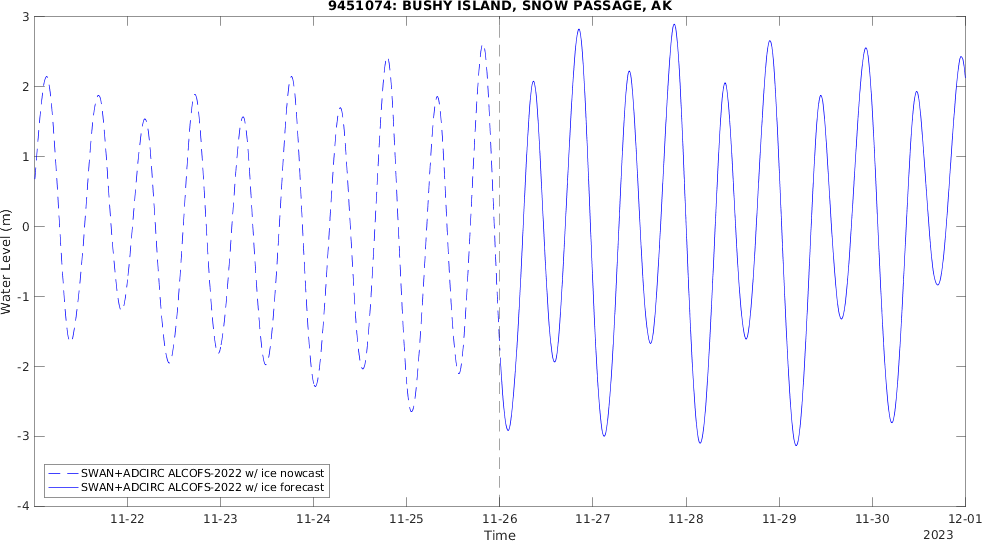 9451074: BUSHY ISLAND, SNOW PASSAGE, AK
3
2
1
0
-1
-2
-3
-4
Water Level (m)
SWAN+ADCIRC ALCOFS-2022 w/ ice nowcast
SWAN+ADCIRC ALCOFS-2022 w/ ice forecast
11-22 11-23 11-24 11-25 11-26 11-27 11-28 11-29 11-30 12-01
Time
2023